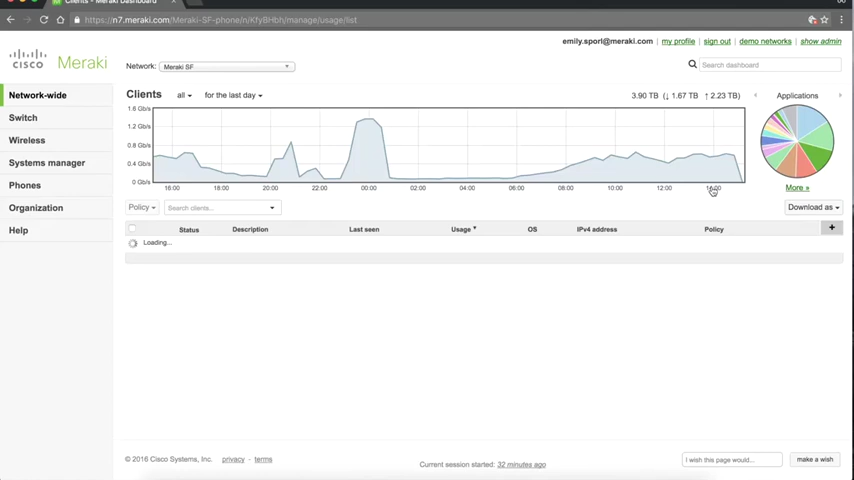 Clients - Meraki Dashboard
https://n7.meraki.com/Meraki-SF-phone/n/KfyBHbh/manage/usage/list
emily.sporl@meraki.com | my profile | sign out | demo networks | show admin
CISCO Meraki
Network: Meraki SF
Search dashboard
Network-wide
Switch
Wireless
Systems manager
Phones
Organization
Help
Clients all for the last day
3.90 TB (↓ 1.67 TB ↑ 2.23 TB)
Applications
1.6 Gb/s
1.2 Gb/s
0.8 Gb/s
0.4 Gb/s
0 Gb/s
16:00 18:00 20:00 22:00 00:00 02:00 04:00 06:00 08:00 10:00 12:00 14:00
More »
Policy Search clients... Download as
Status Description Last seen Usage OS IPv4 address Policy +
Loading...
© 2016 Cisco Systems, Inc. privacy - terms
Current session started: 32 minutes ago
I wish this page would... make a wish